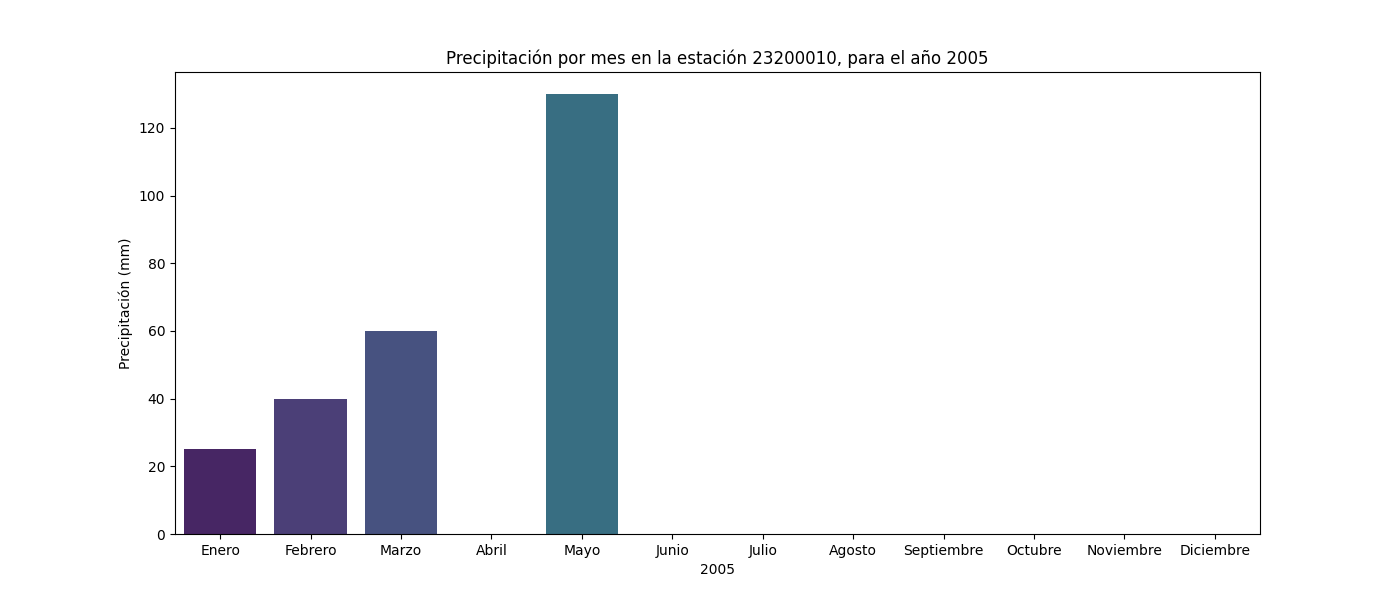 Precipitación por mes en la estación 23200010, para el año 2005
Precipitación (mm)
120
100
80
60
40
20
0
Enero Febrero Marzo Abril Mayo Junio Julio Agosto Septiembre Octubre Noviembre Diciembre
2005